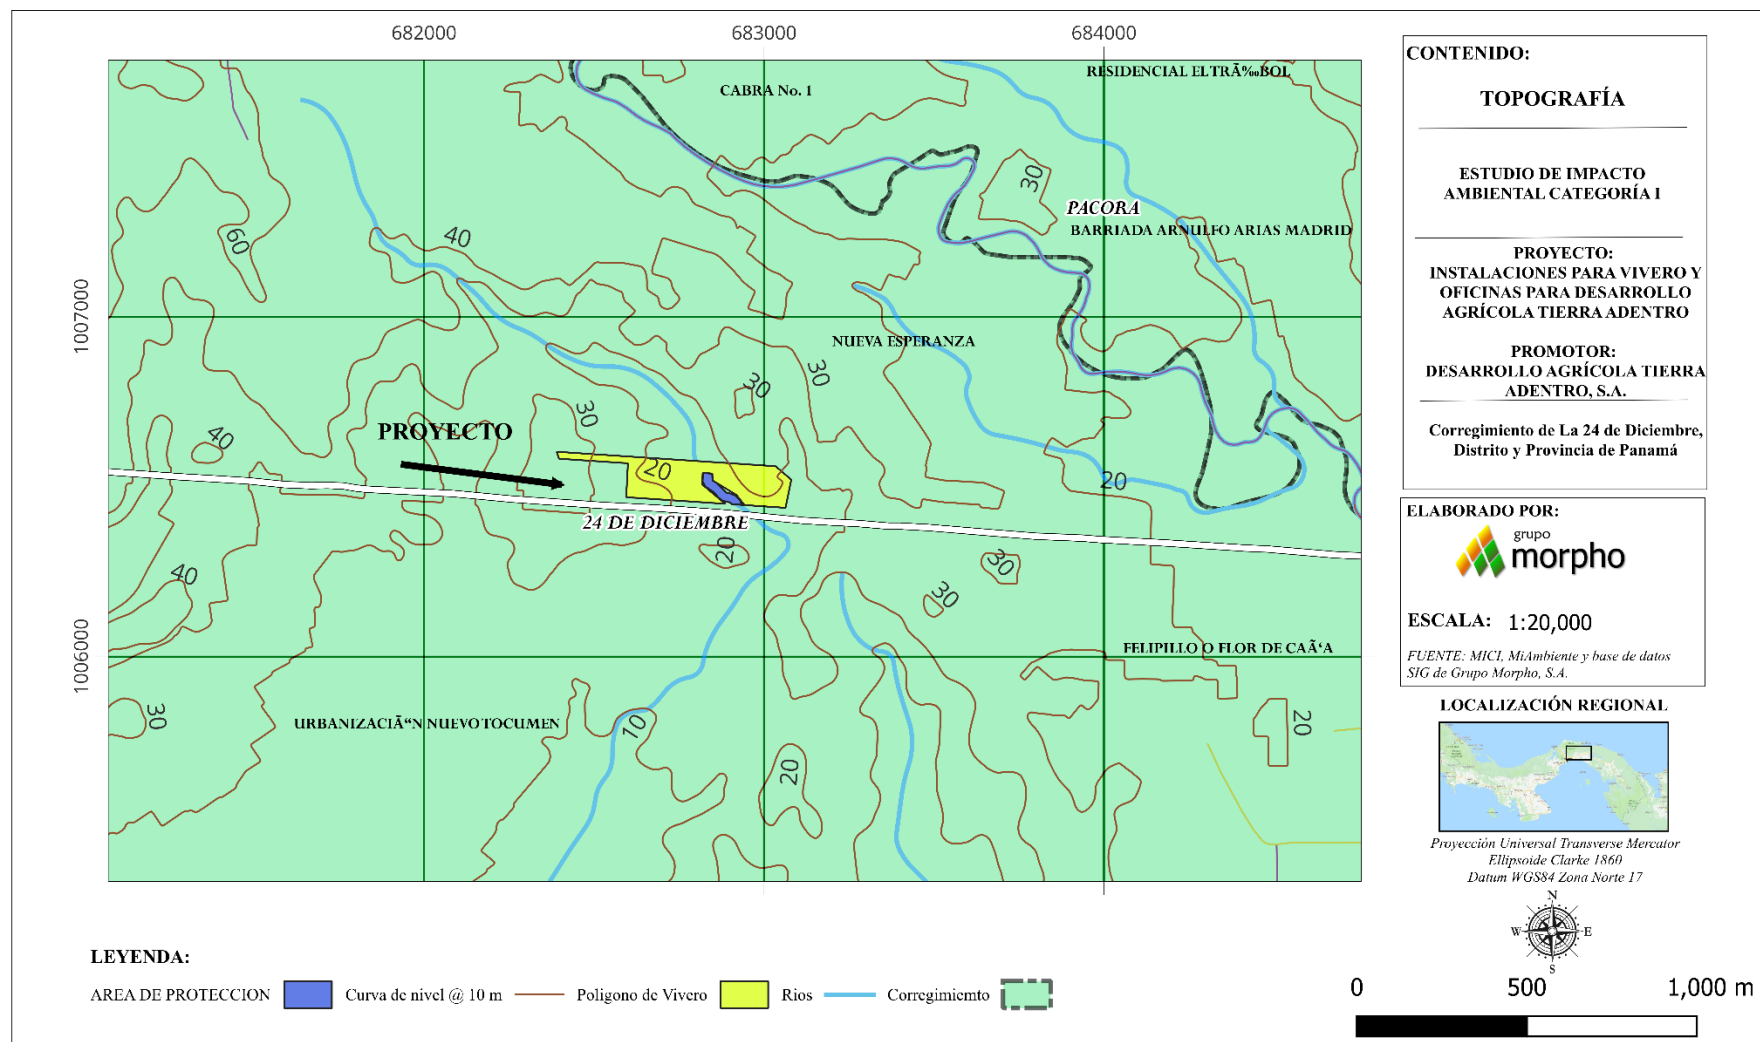 682000
683000
684000
1007000
1006000
CABRA No. 1
RESIDENCIAL EL TRÃ‰BOL
PACORA
BARRIADA ARNULFO ARIAS MADRID
NUEVA ESPERANZA
PROYECTO
24 DE DICIEMBRE
FELIPILLO O FLOR DE CAÃ‘A
URBANIZACIÃ“N NUEVO TOCUMEN
60
40
30
30
30
30
40
20
20
20
40
30
30
30
10
20
20
CONTENIDO:
TOPOGRAFÍA
ESTUDIO DE IMPACTO
AMBIENTAL CATEGORÍA I
PROYECTO:
INSTALACIONES PARA VIVERO Y
OFICINAS PARA DESARROLLO
AGRÍCOLA TIERRA ADENTRO
PROMOTOR:
DESARROLLO AGRÍCOLA TIERRA
ADENTRO, S.A.
Corregimiento de La 24 de Diciembre,
Distrito y Provincia de Panamá
ELABORADO POR:
grupo
morpho
ESCALA: 1:20,000
FUENTE: MICI, MiAmbiente y base de datos
SIG de Grupo Morpho, S.A.
LOCALIZACIÓN REGIONAL
Proyección Universal Transverse Mercator
Ellipsoide Clarke 1860
Datum WGS84 Zona Norte 17
N
W E
S
LEYENDA:
AREA DE PROTECCION Curva de nivel @ 10 m Poligono de Vivero Rios Corregimiemto
0 500 1,000 m